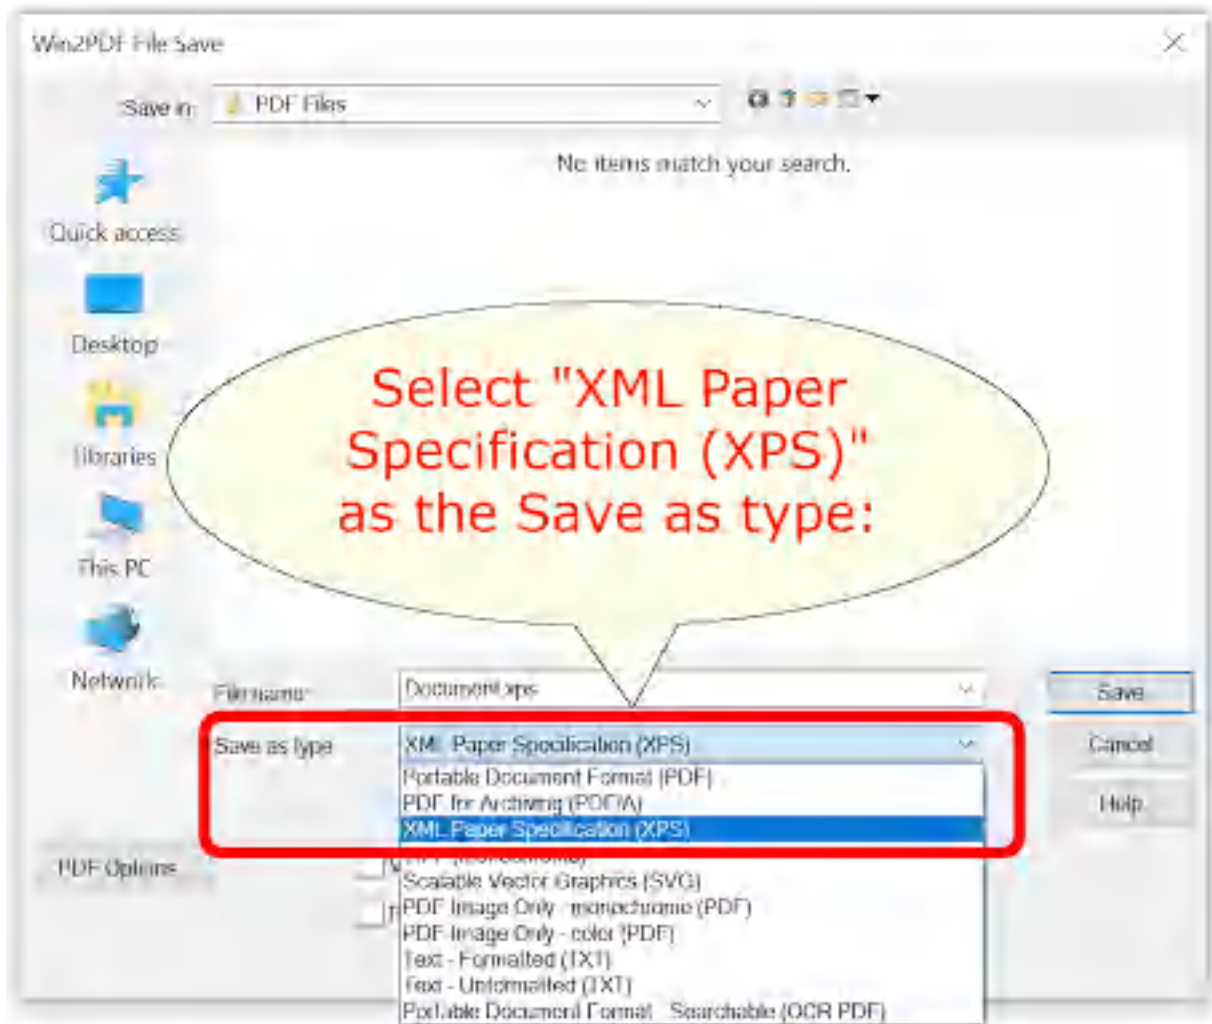 Win2PDF File Save
Save in:
PDF Files
No items match your search.
Quick access
Desktop
Libraries
This PC
Network
Select "XML Paper
Specification (XPS)"
as the Save as type:
File name:
Document.xps
Save
Save as type
XML Paper Specification (XPS)
Cancel
Portable Document Format (PDF)
PDF for Archiving (PDF/A)
Help
XML Paper Specification (XPS)
PDF Options
Scalable Vector Graphics (SVG)
PDF Image Only - monochrome (PDF)
PDF Image Only - color (PDF)
Text - Formatted (TXT)
Text - Unformatted (TXT)
Portable Document Format - Searchable (OCR PDF)